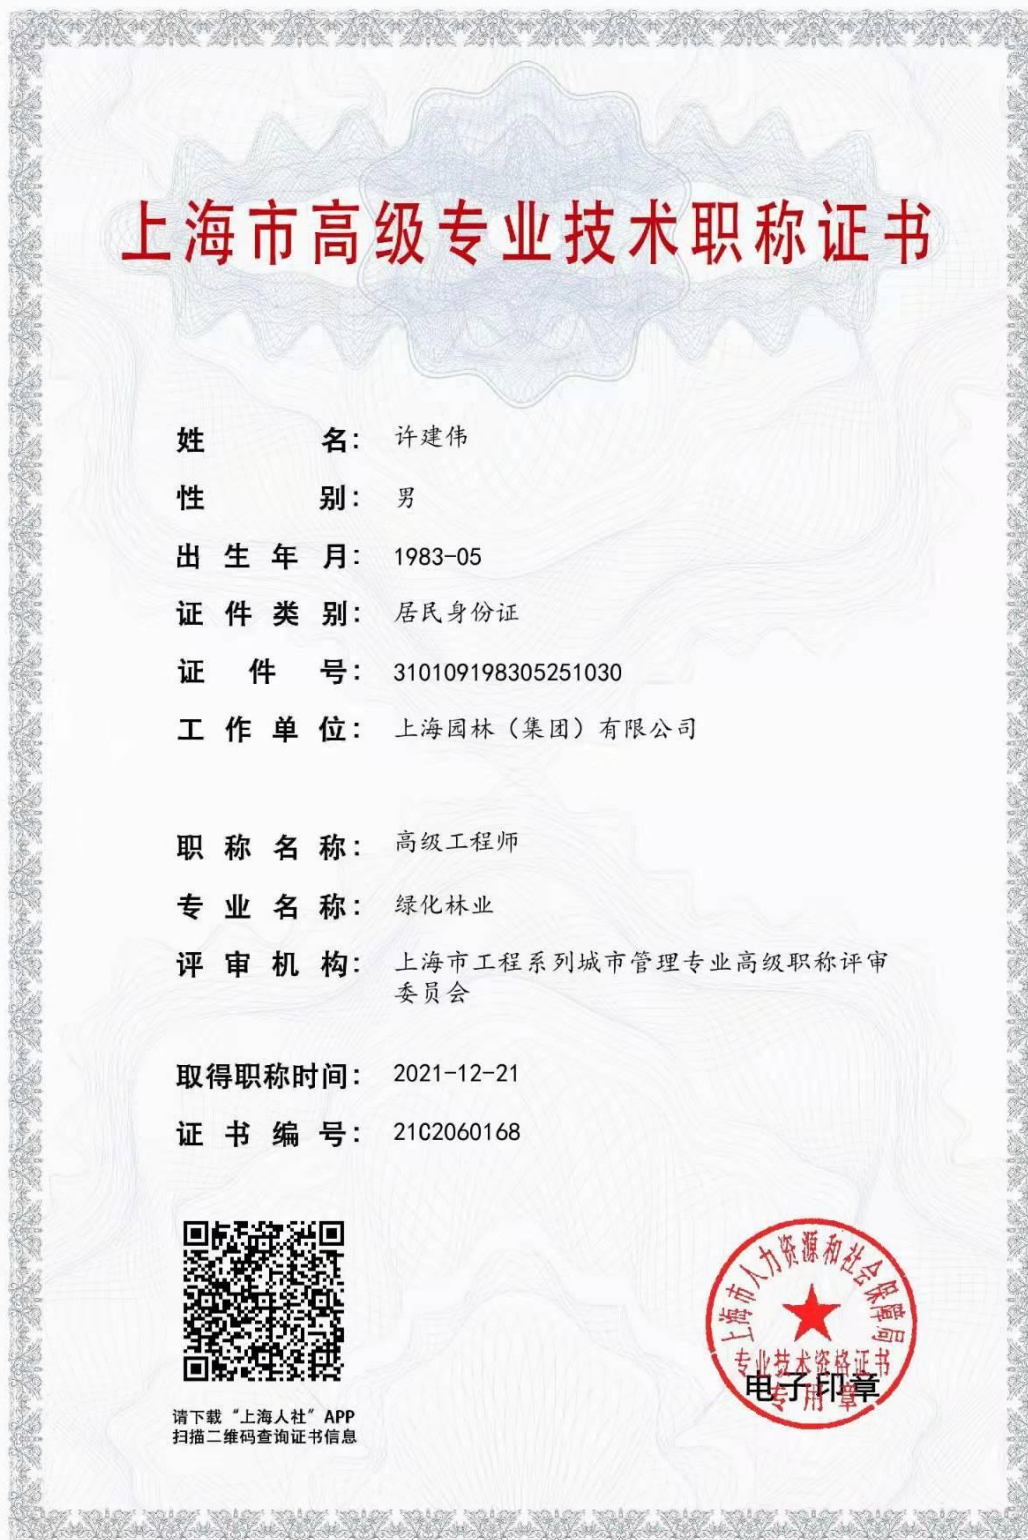 上海市高级专业技术职称证书
姓名：许建伟
性别：男
出生年月：1983-05
证件类别：居民身份证
证件号：310109198305251030
工作单位：上海园林（集团）有限公司
职称名称：高级工程师
专业名称：绿化林业
评审机构：上海市工程系列城市管理专业高级职称评审
委员会
取得职称时间：2021-12-21
证书编号：21C2060168
请下载“上海人社”APP
扫描二维码查询证书信息
上海市人力资源和社会保障局
专业技术资格证书
电子印章
专用章